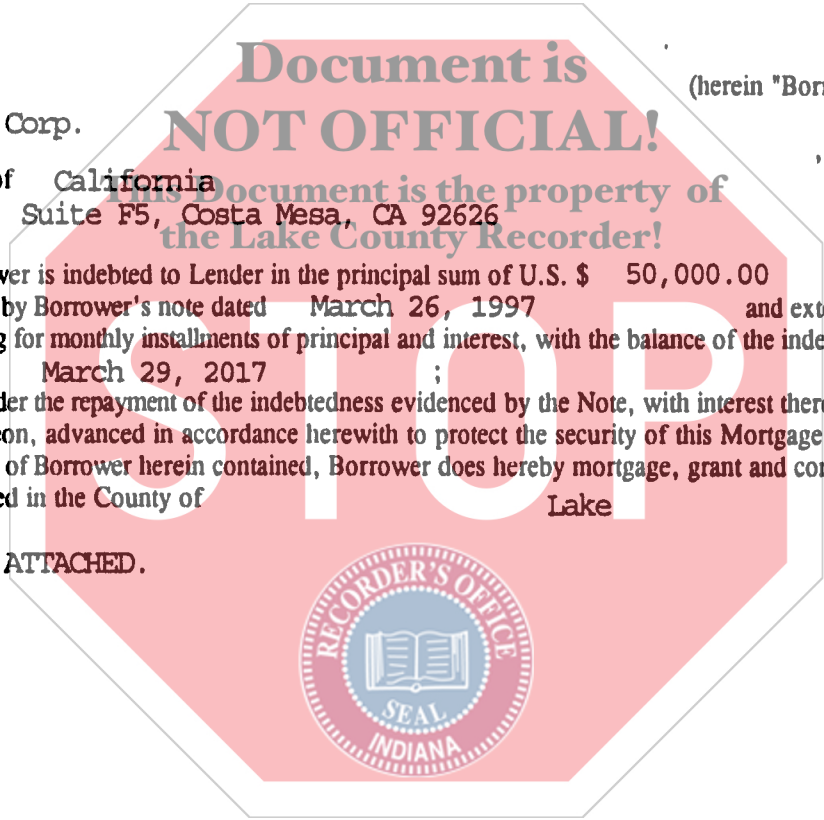 Document is
(herein "Borr
NOT OFFICIAL!
Corp.
of California
This Document is the property of
Suite F5, Costa Mesa, CA 92626
the Lake County Recorder!
wer is indebted to Lender in the principal sum of U.S. $ 50,000.00
by Borrower's note dated March 26, 1997 and exte
g for monthly installments of principal and interest, with the balance of the inde
March 29, 2017 ;
der the repayment of the indebtedness evidenced by the Note, with interest there
eon, advanced in accordance herewith to protect the security of this Mortgage
of Borrower herein contained, Borrower does hereby mortgage, grant and con
ed in the County of Lake
ATTACHED.
STOP
RECORDER'S OFFICE
SEAL
INDIANA